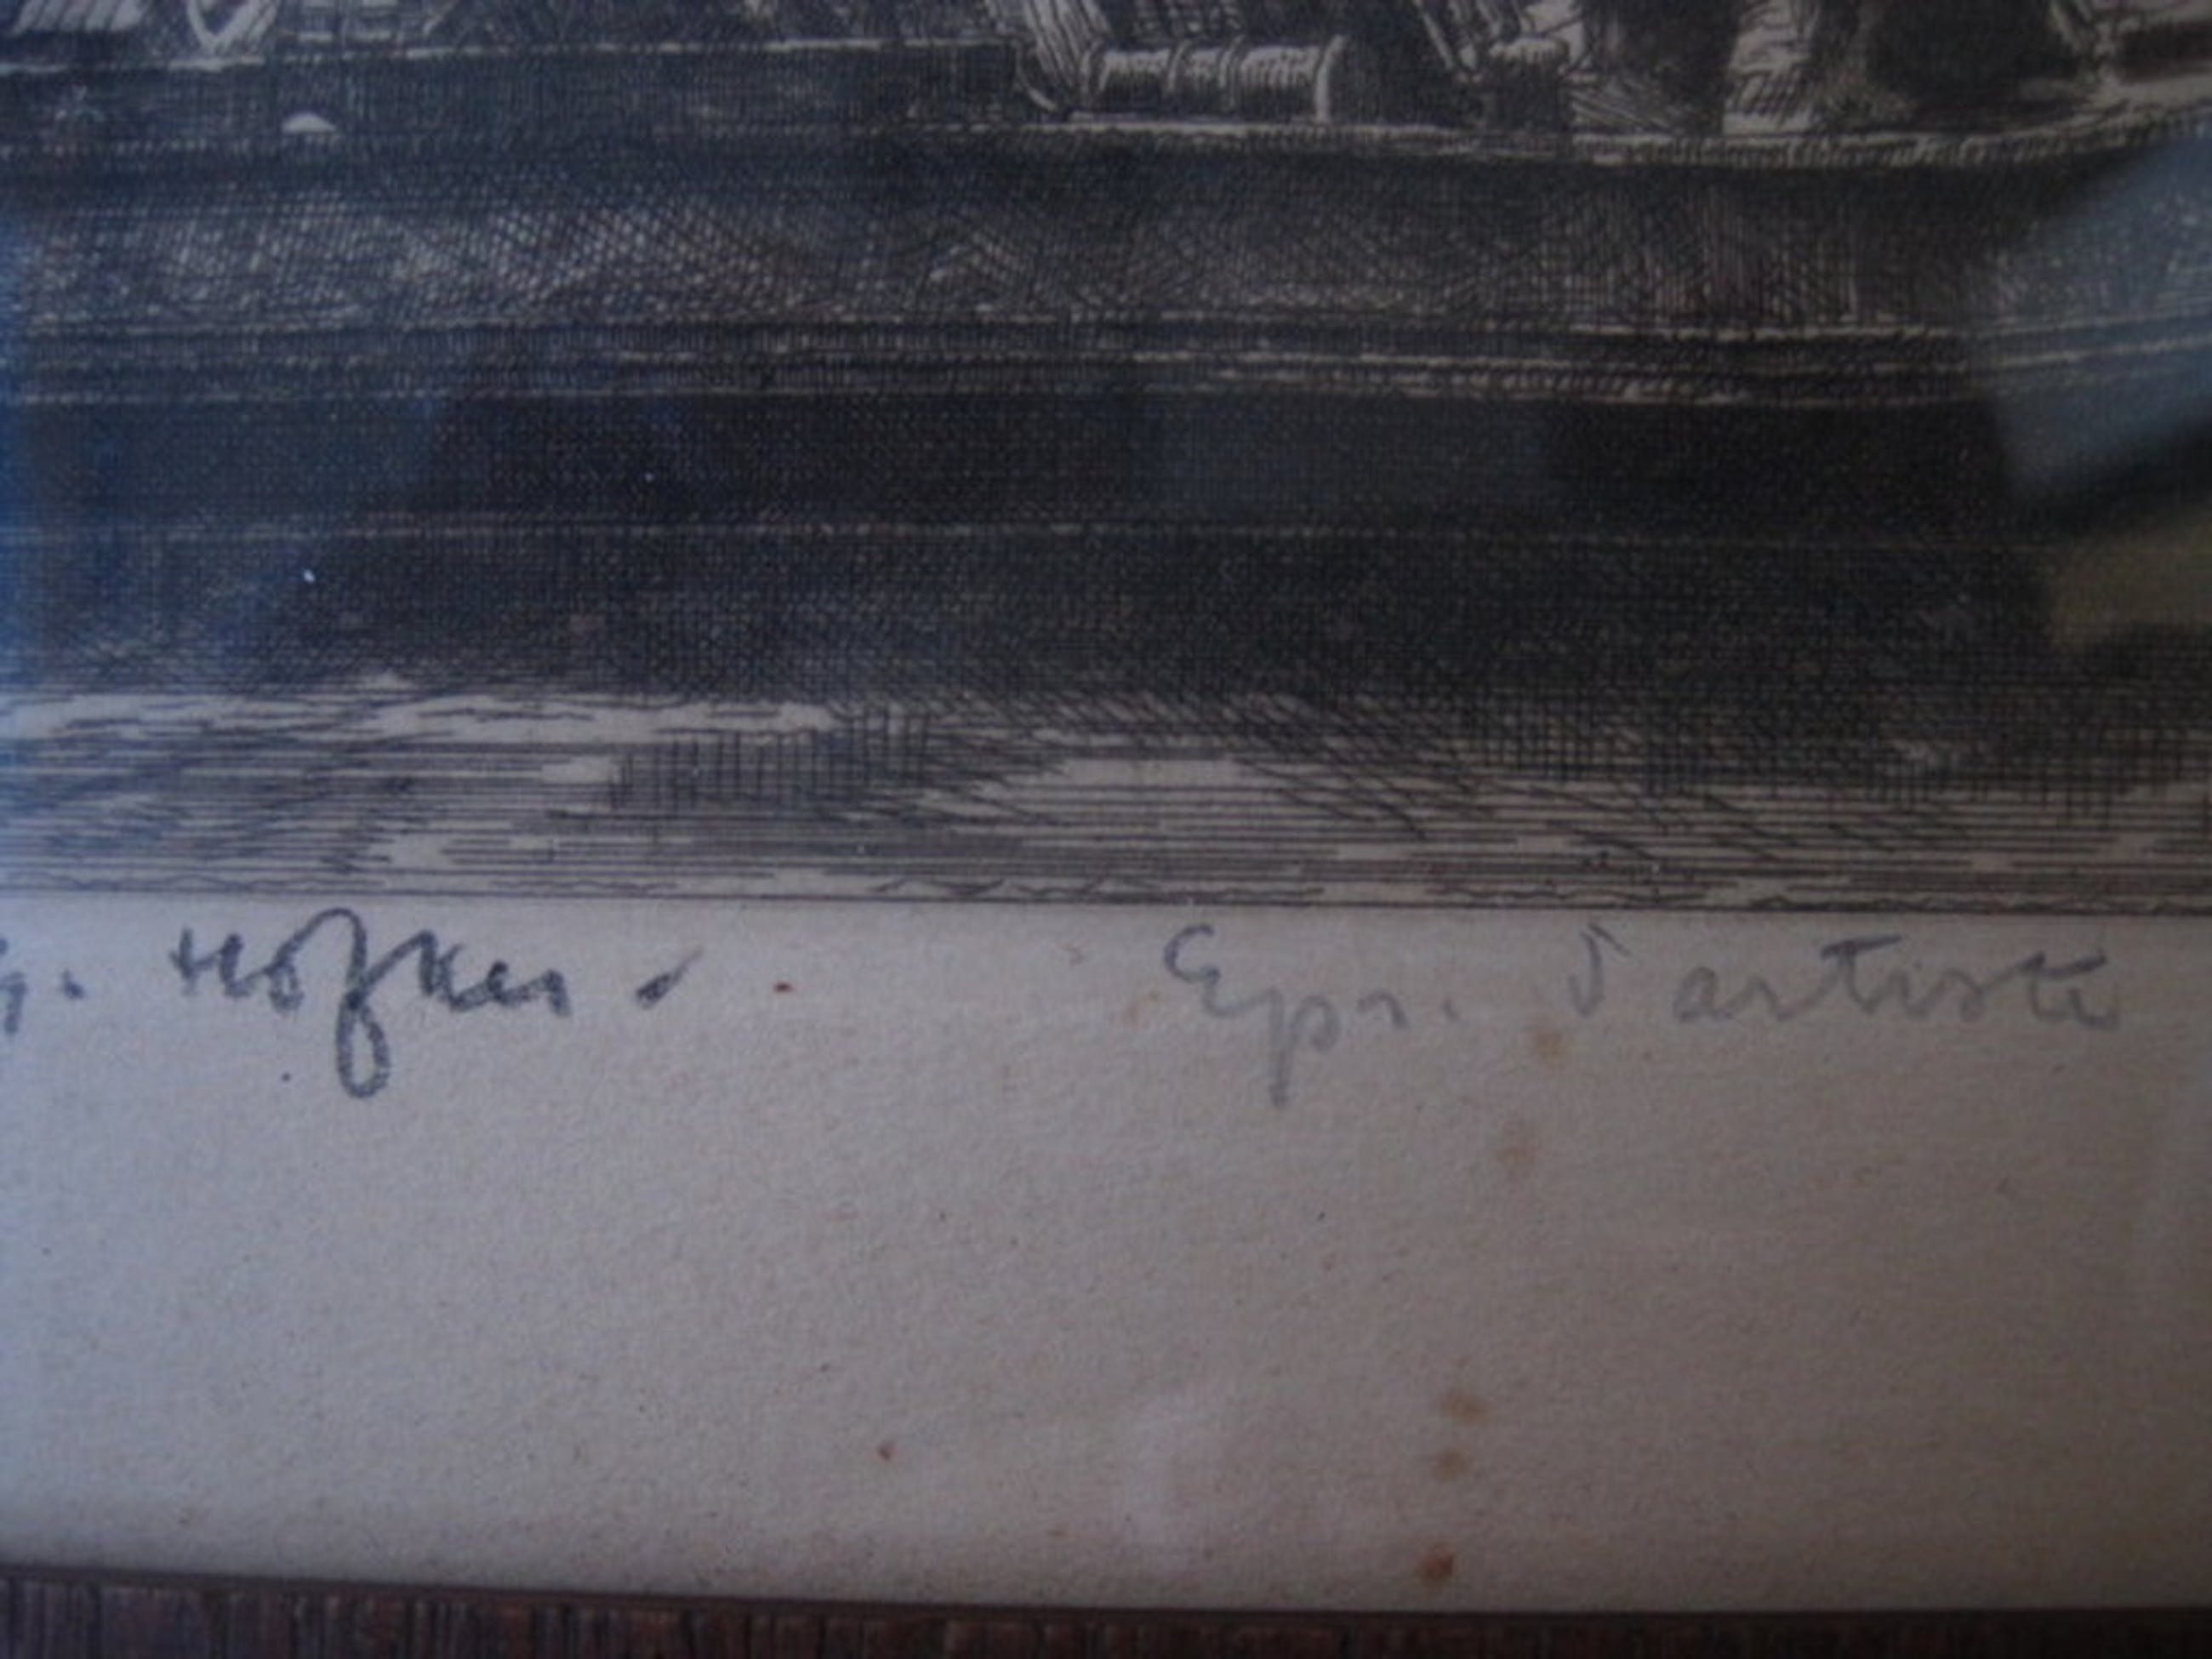 g. Hofker. Epr. d'artiste